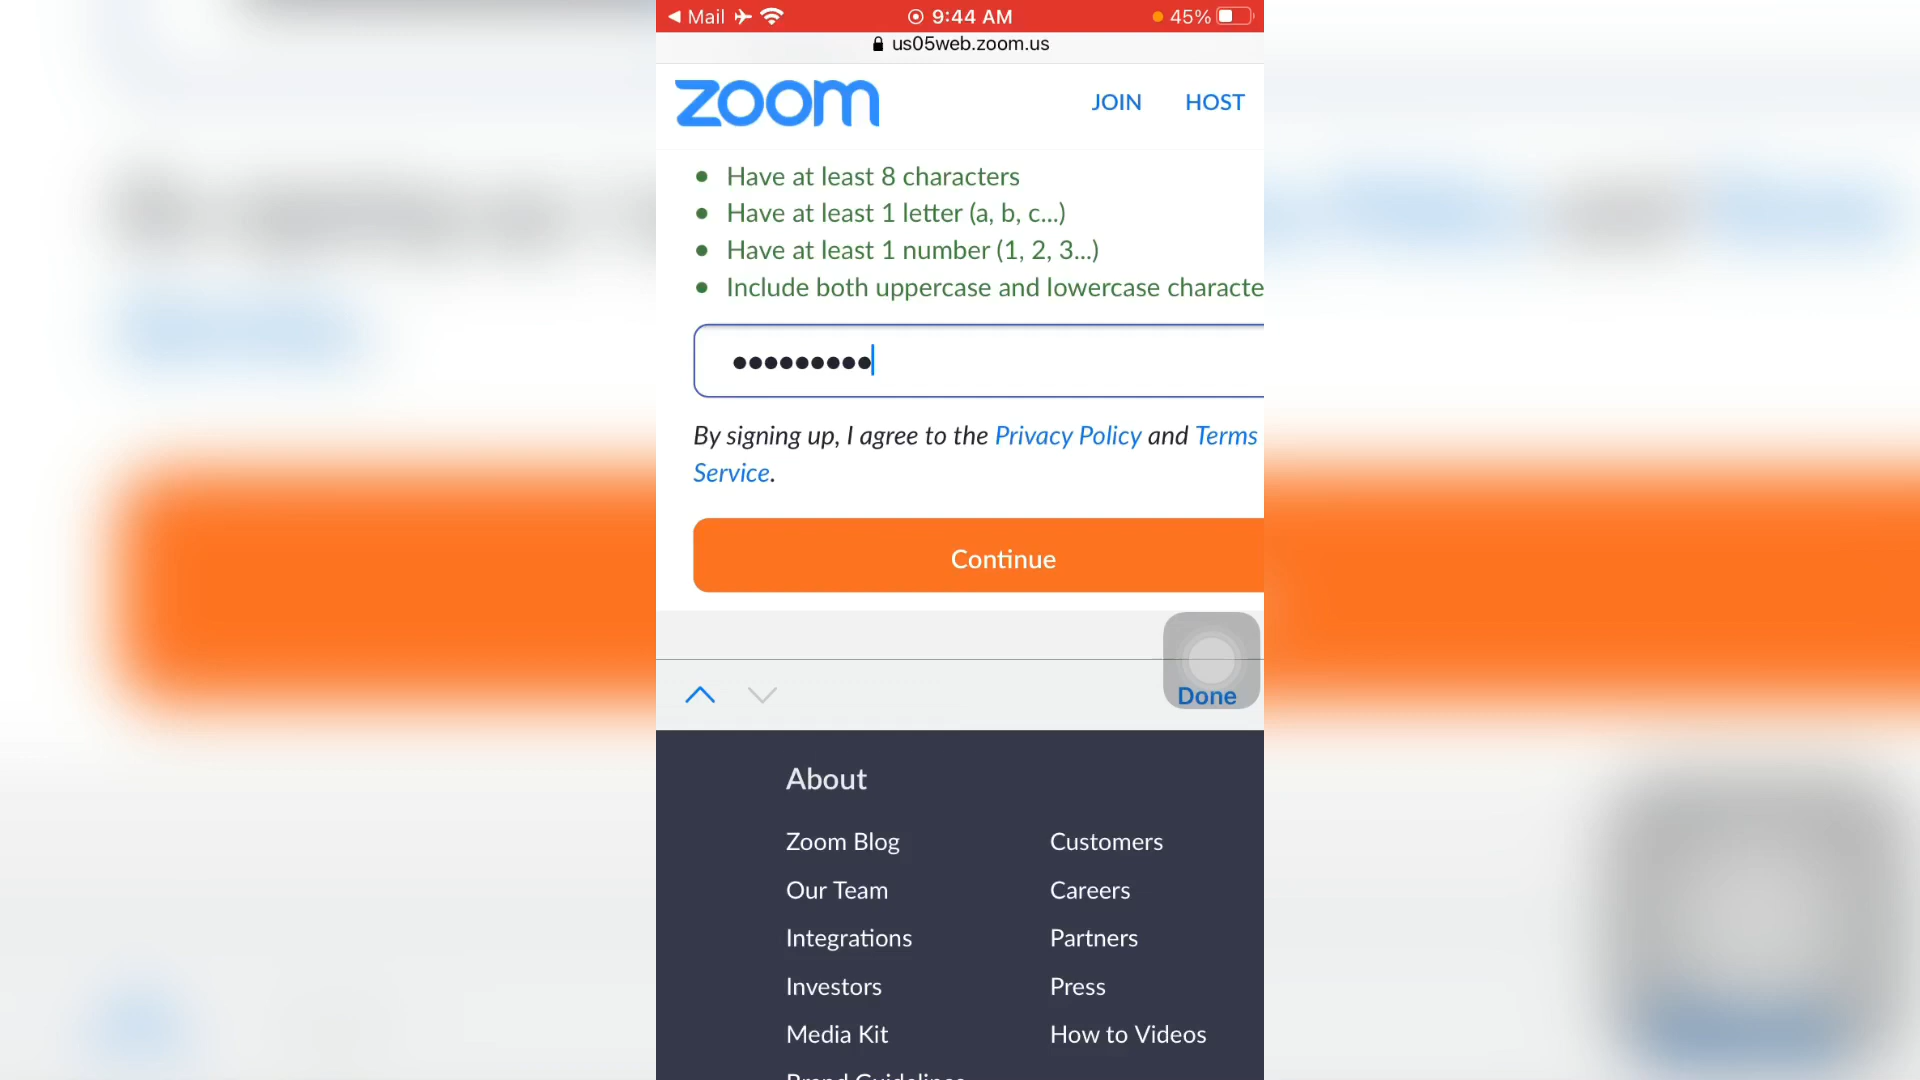 Mail 9:44 AM 45%
us05web.zoom.us
zoom JOIN HOST
• Have at least 8 characters
• Have at least 1 letter (a, b, c...)
• Have at least 1 number (1, 2, 3...)
• Include both uppercase and lowercase characte
•••••••••
By signing up, I agree to the Privacy Policy and Terms
Service.
Continue
Done
About
Zoom Blog Customers
Our Team Careers
Integrations Partners
Investors Press
Media Kit How to Videos
Brand Guidelines